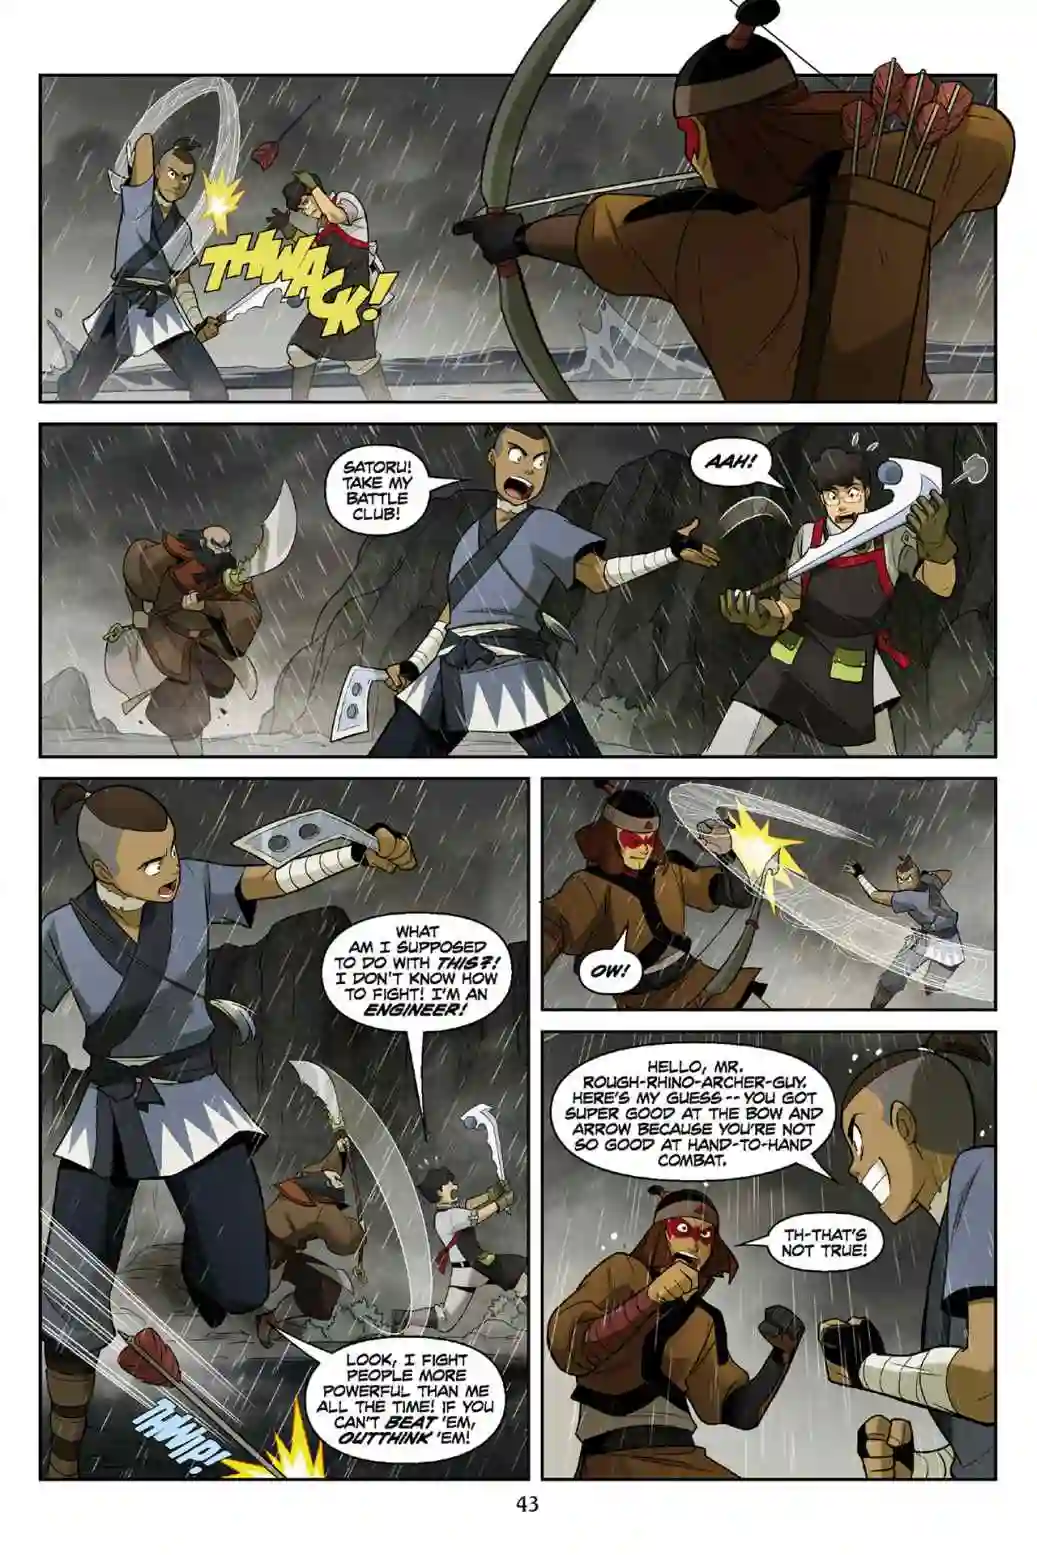 THWACK!
SATORU!
TAKE MY
BATTLE
CLUB!
AAH!
WHAT
AM I SUPPOSED
TO DO WITH THIS?!
I DON'T KNOW HOW
TO FIGHT! I'M AN
ENGINEER!
LOOK, I FIGHT
PEOPLE MORE
POWERFUL THAN ME
ALL THE TIME! IF YOU
CAN'T BEAT 'EM,
OUTTHINK 'EM!
THWIP!
OW!
HELLO, MR.
ROUGH-RHINO-ARCHER-GUY.
HERE'S MY GUESS--YOU GOT
SUPER GOOD AT THE BOW AND
ARROW BECAUSE YOU'RE NOT
SO GOOD AT HAND-TO-HAND
COMBAT.
TH-THAT'S
NOT TRUE!
43